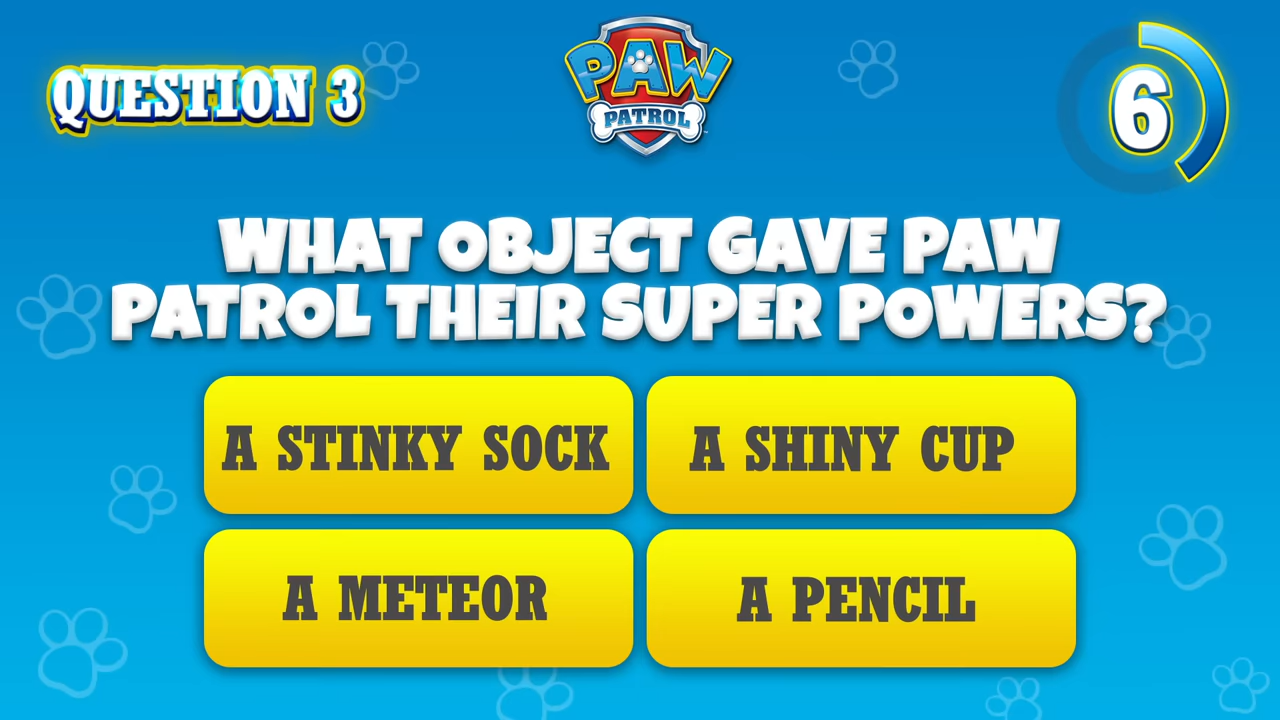 QUESTION 3
PAW
PATROL
6
WHAT OBJECT GAVE PAW
PATROL THEIR SUPER POWERS?
A STINKY SOCK
A SHINY CUP
A METEOR
A PENCIL